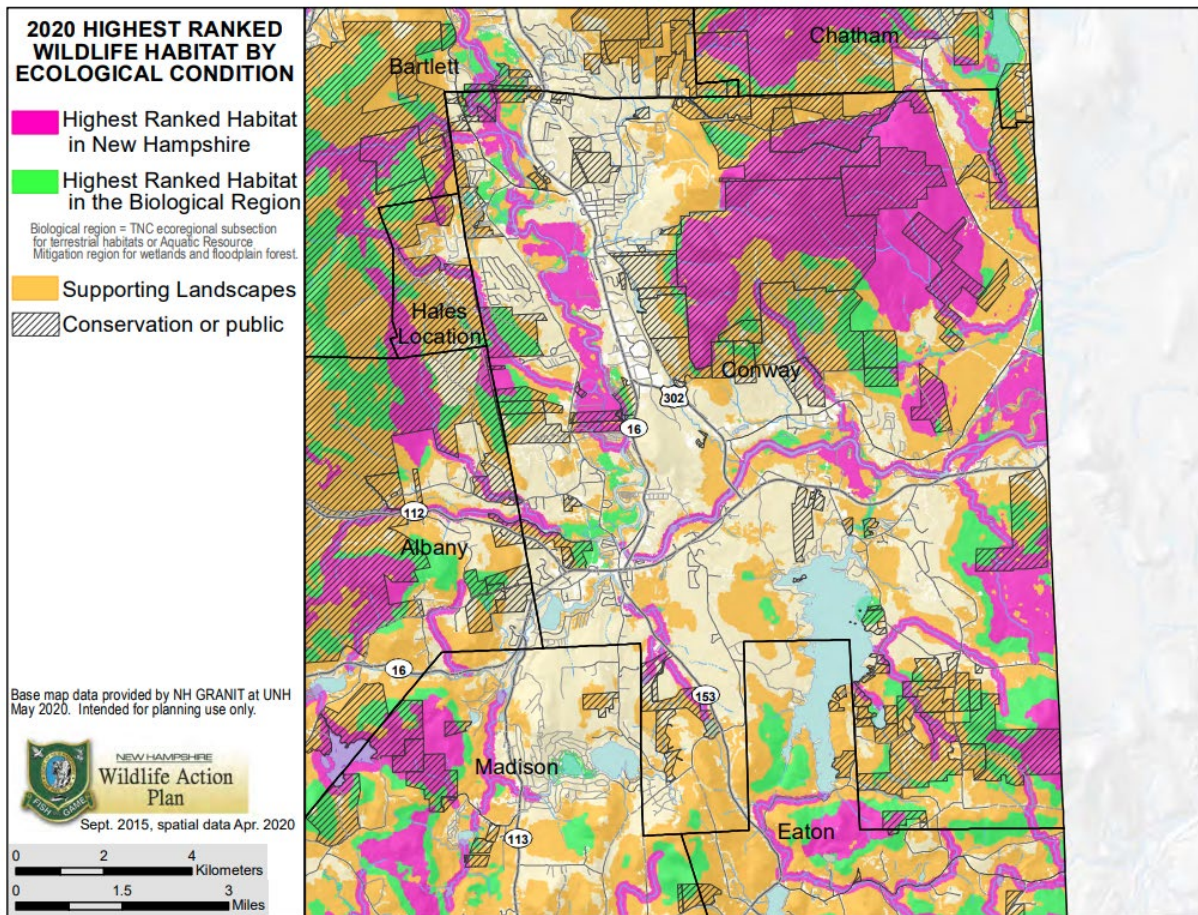 2020 HIGHEST RANKED
WILDLIFE HABITAT BY
ECOLOGICAL CONDITION
Highest Ranked Habitat
in New Hampshire
Highest Ranked Habitat
in the Biological Region
Biological region = TNC ecoregional subsection
for terrestrial habitats or Aquatic Resource
Mitigation region for wetlands and floodplain forest.
Supporting Landscapes
Conservation or public
Base map data provided by NH GRANIT at UNH
May 2020. Intended for planning use only.
FISH AND GAME
NEW HAMPSHIRE
Wildlife Action
Plan
Sept. 2015, spatial data Apr. 2020
0 2 4
Kilometers
0 1.5 3
Miles
Chatham
Bartlett
Hales
Location
Conway
302
16
112
Albany
16
153
Madison
Eaton
113